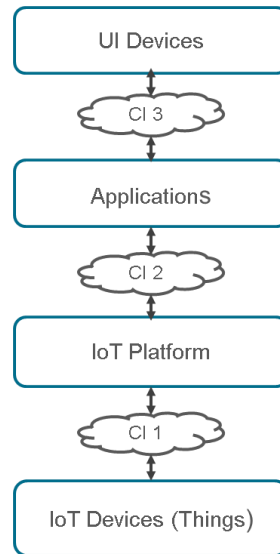 UI Devices
CI 3
Applications
CI 2
IoT Platform
CI 1
IoT Devices (Things)